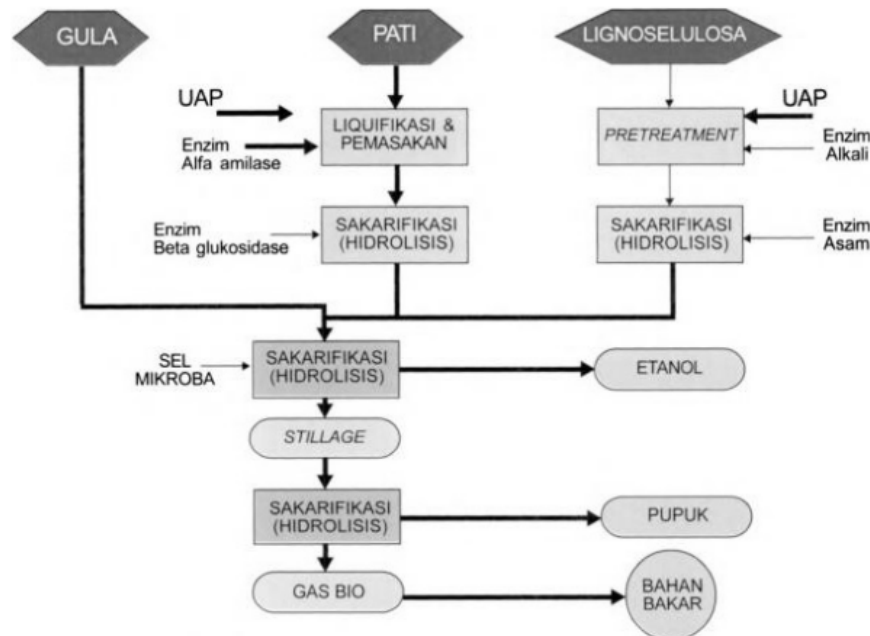 GULA
PATI
LIGNOSELULOSA
UAP
LIQUIFIKASI &
PEMASAKAN
Enzim
Alfa amilase
UAP
PRETREATMENT
Enzim
Alkali
Enzim
Beta glukosidase
SAKARIFIKASI
(HIDROLISIS)
SAKARIFIKASI
(HIDROLISIS)
Enzim
Asam
SEL
MIKROBA
SAKARIFIKASI
(HIDROLISIS)
ETANOL
STILLAGE
SAKARIFIKASI
(HIDROLISIS)
PUPUK
GAS BIO
BAHAN
BAKAR